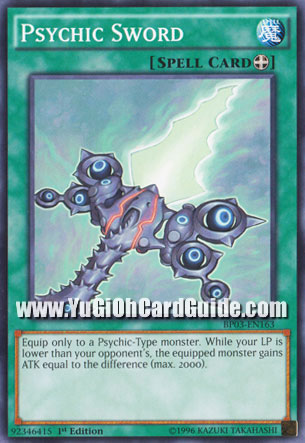 Psychic Sword
魔
[Spell Card]
www.YuGiOhCardGuide.com
BP03-EN163
Equip only to a Psychic-Type monster. While your LP is
lower than your opponent's, the equipped monster gains
ATK equal to the difference (max. 2000).
92346415 1st Edition ©1996 KAZUKI TAKAHASHI